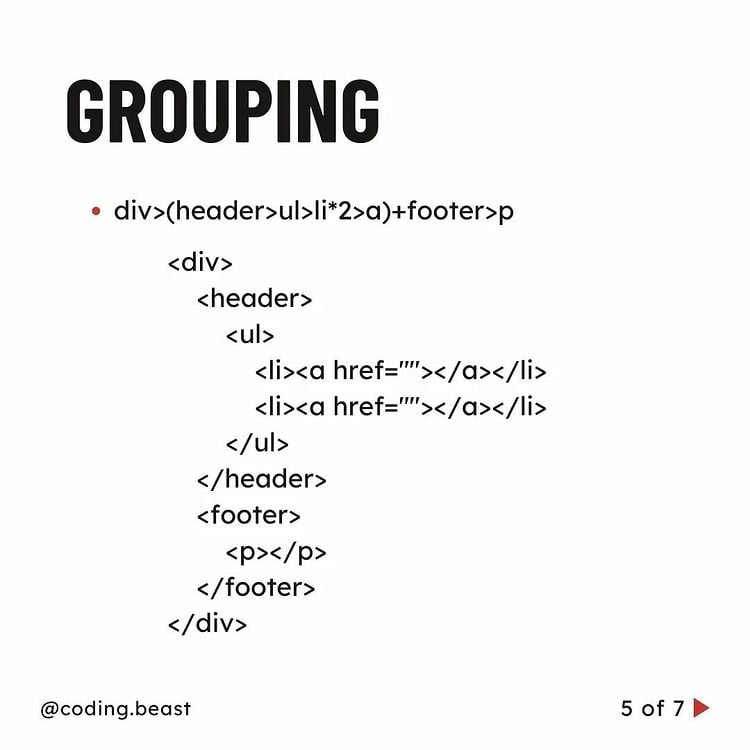 GROUPING
• div>(header>ul>li*2>a)+footer>p
<div>
<header>
<ul>
<li><a href=""></a></li>
<li><a href=""></a></li>
</ul>
</header>
<footer>
<p></p>
</footer>
</div>
@coding.beast
5 of 7